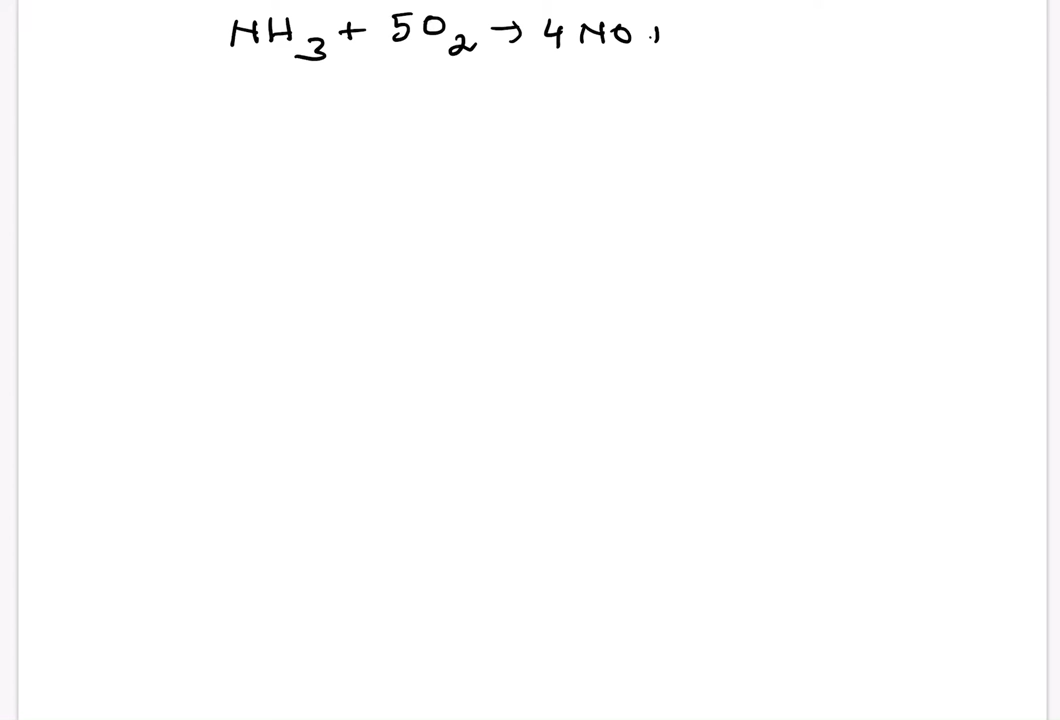 NH₃ + 5O₂ → 4NO